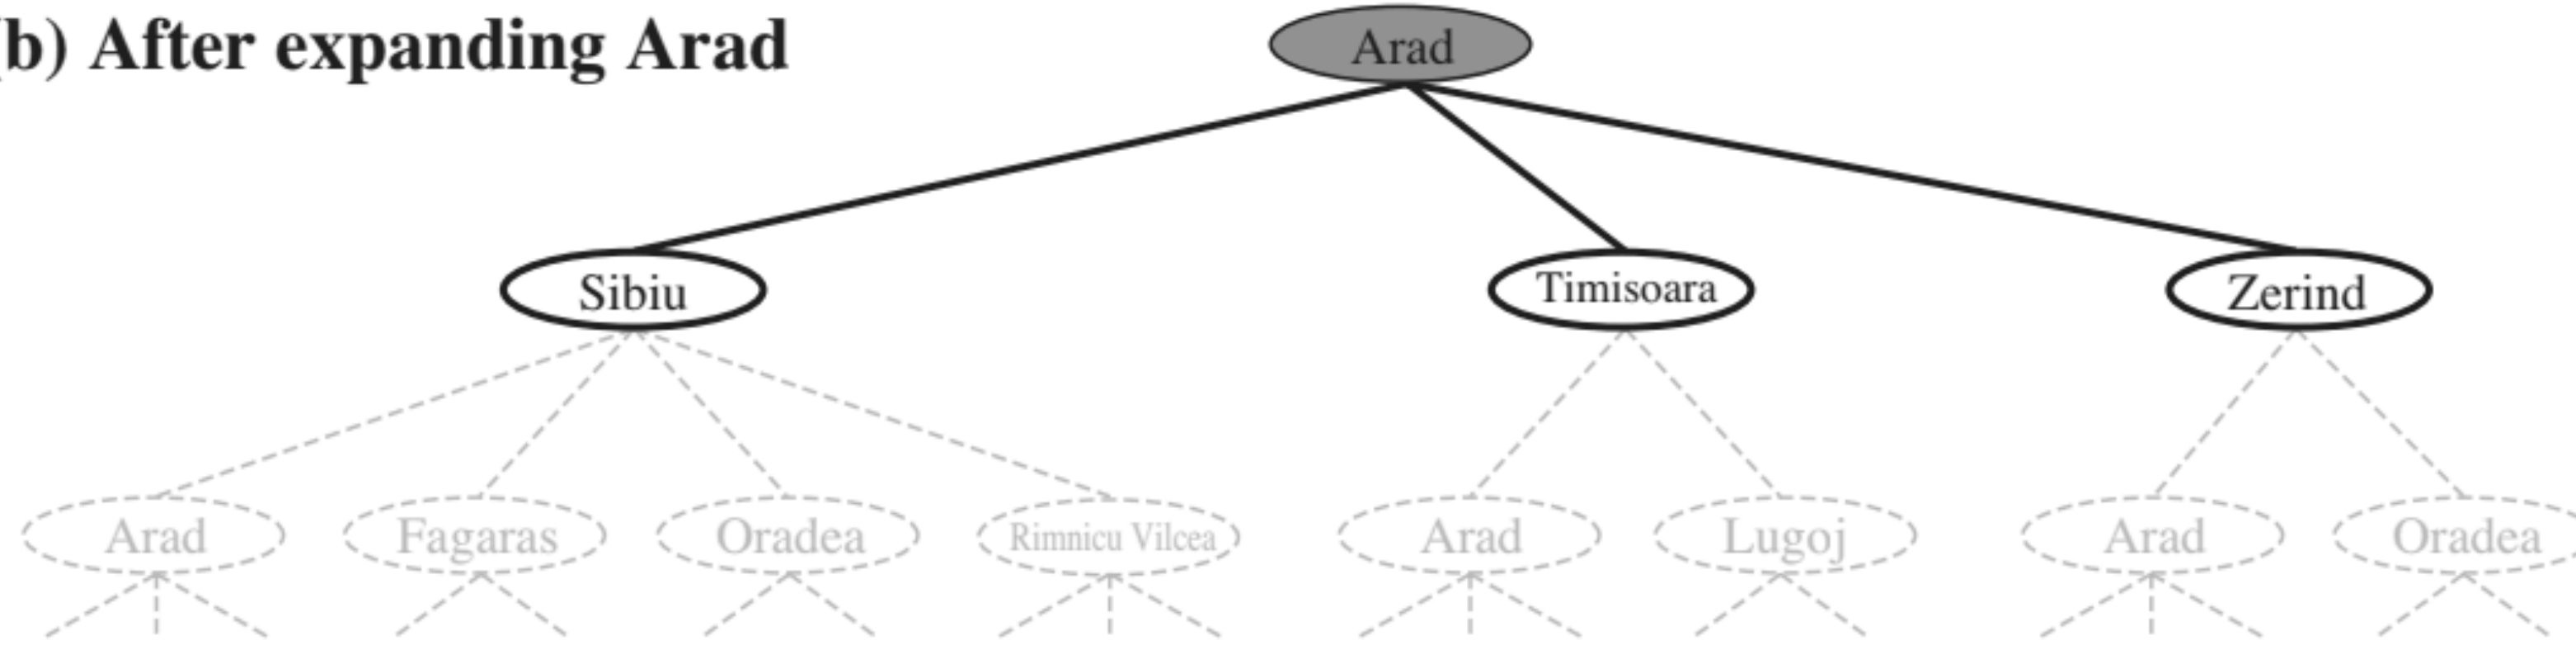 b) After expanding Arad
Arad
Sibiu
Timisoara
Zerind
Arad
Fagaras
Oradea
Rimnicu Vilcea
Arad
Lugoj
Arad
Oradea